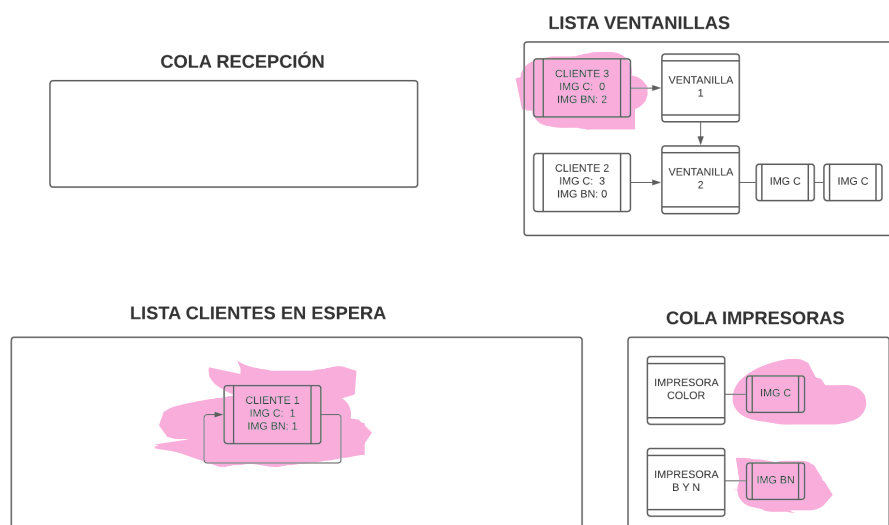 COLA RECEPCIÓN
LISTA VENTANILLAS
CLIENTE 3
IMG C: 0
IMG BN: 2
VENTANILLA
1
CLIENTE 2
IMG C: 3
IMG BN: 0
VENTANILLA
2
IMG C
IMG C
LISTA CLIENTES EN ESPERA
CLIENTE 1
IMG C: 1
IMG BN: 1
COLA IMPRESORAS
IMPRESORA
COLOR
IMG C
IMPRESORA
B Y N
IMG BN